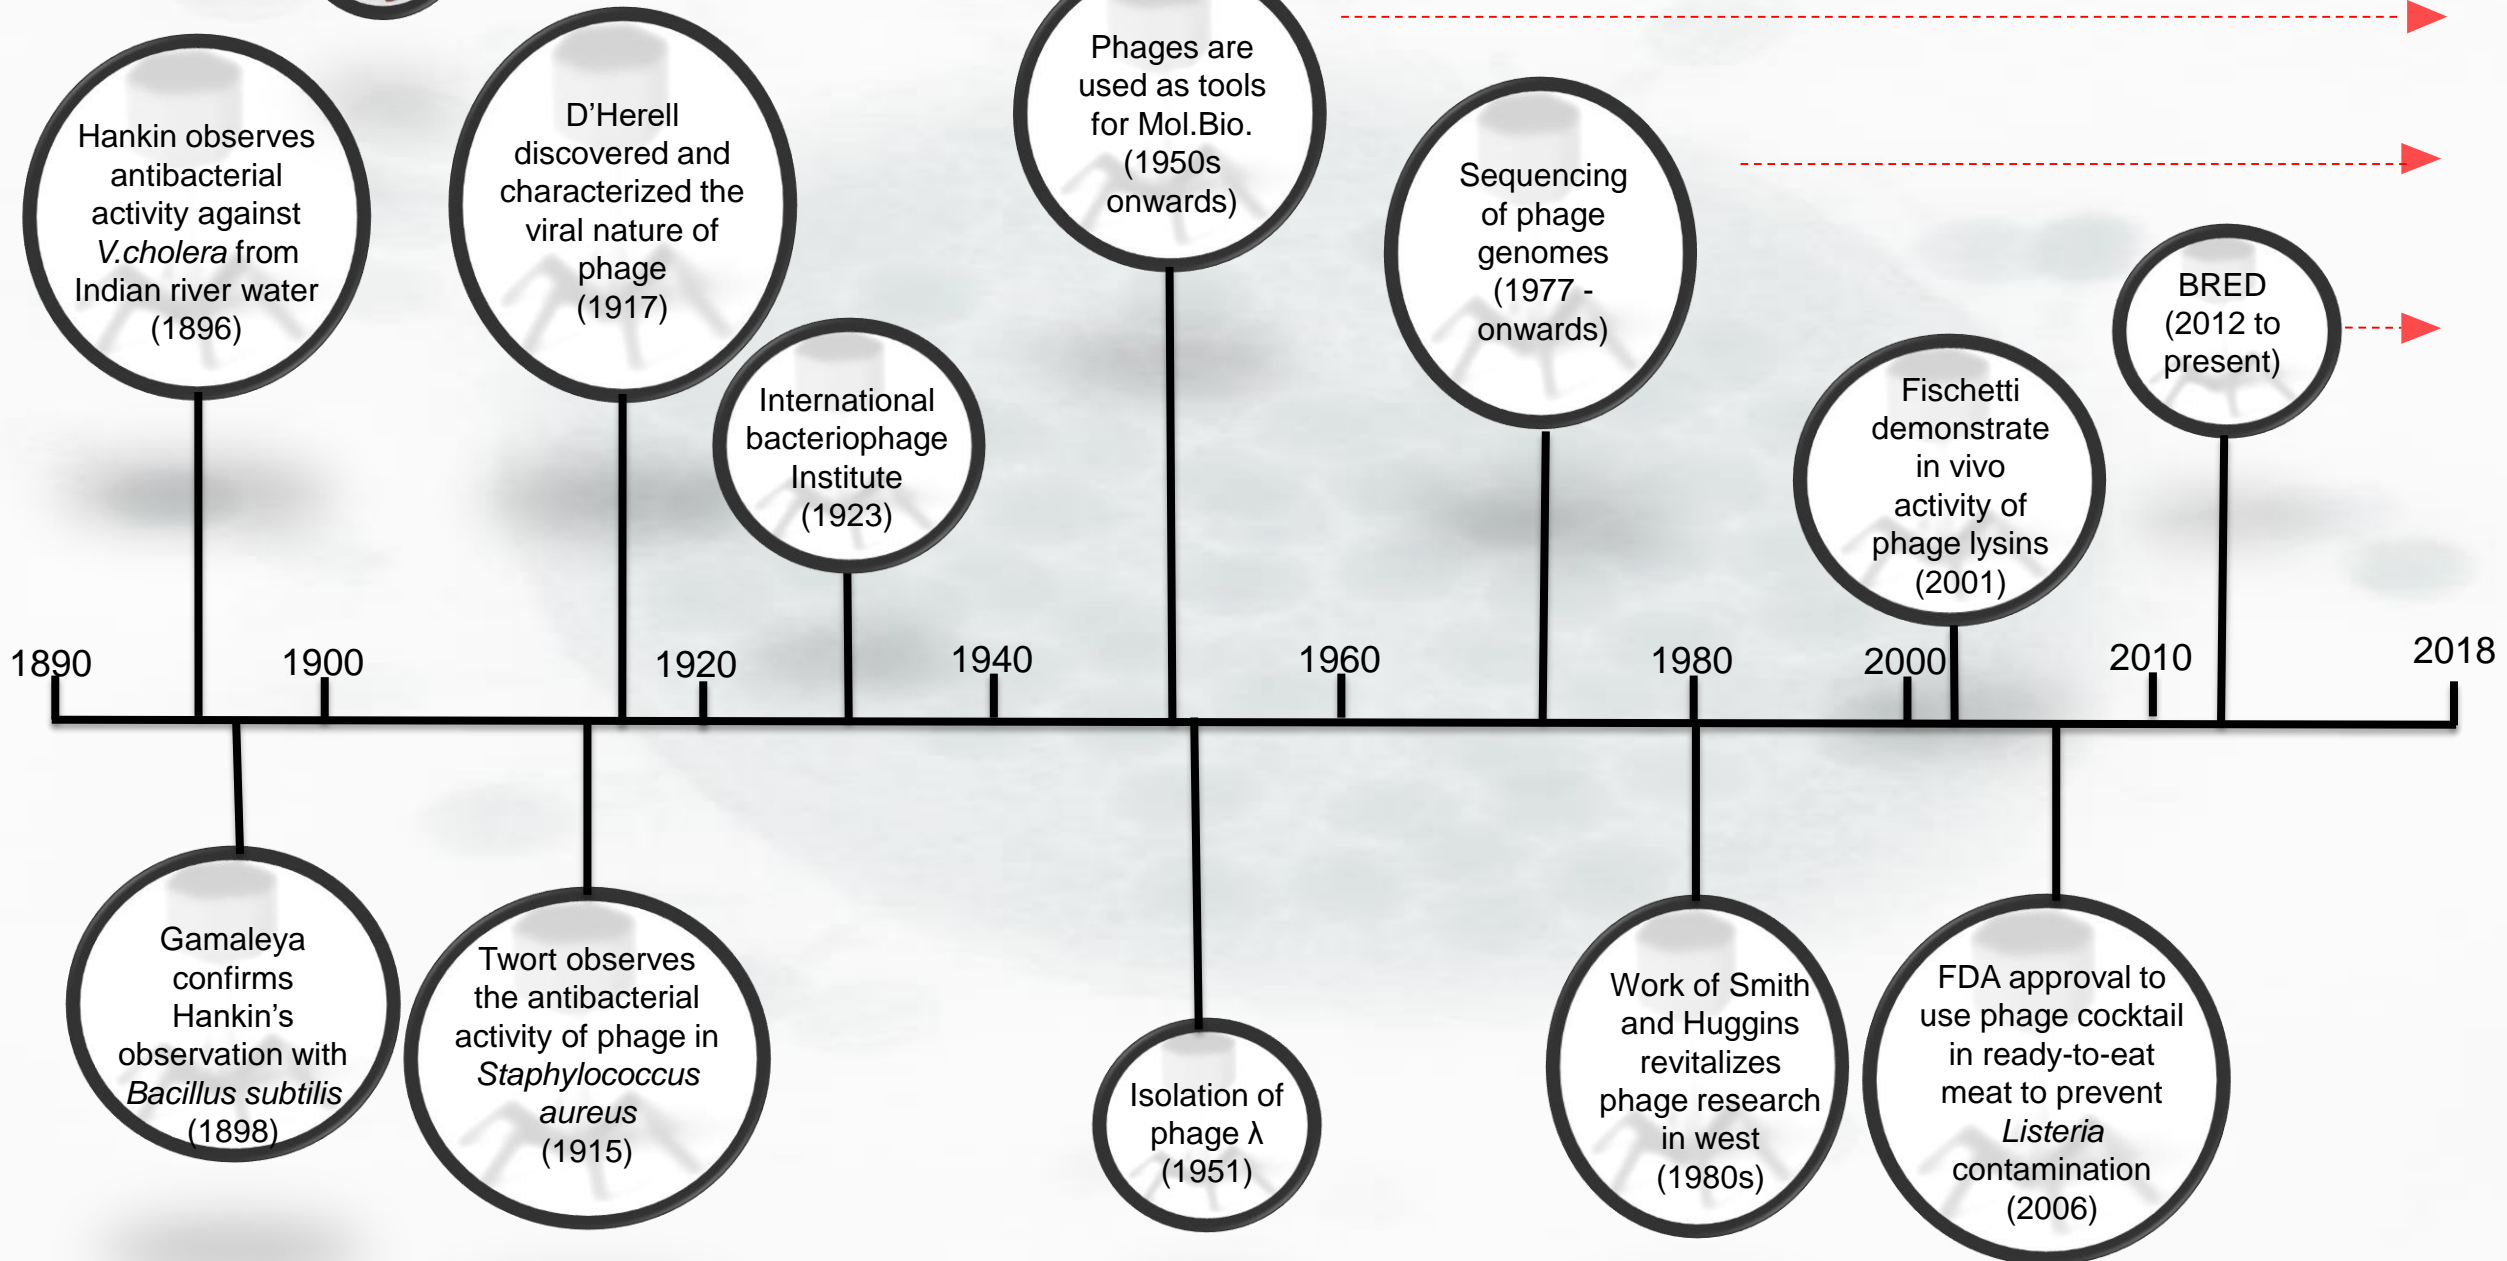 Hankin observes
antibacterial
activity against
V.cholera from
Indian river water
(1896)
D’Herell
discovered and
characterized the
viral nature of
phage
(1917)
International
bacteriophage
Institute
(1923)
Phages are
used as tools
for Mol.Bio.
(1950s
onwards)
Sequencing
of phage
genomes
(1977 -
onwards)
Fischetti
demonstrate
in vivo
activity of
phage lysins
(2001)
BRED
(2012 to
present)
1890
1900
1920
1940
1960
1980
2000
2010
2018
Gamaleya
confirms
Hankin’s
observation with
Bacillus subtilis
(1898)
Twort observes
the antibacterial
activity of phage in
Staphylococcus
aureus
(1915)
Isolation of
phage λ
(1951)
Work of Smith
and Huggins
revitalizes
phage research
in west
(1980s)
FDA approval to
use phage cocktail
in ready-to-eat
meat to prevent
Listeria
contamination
(2006)